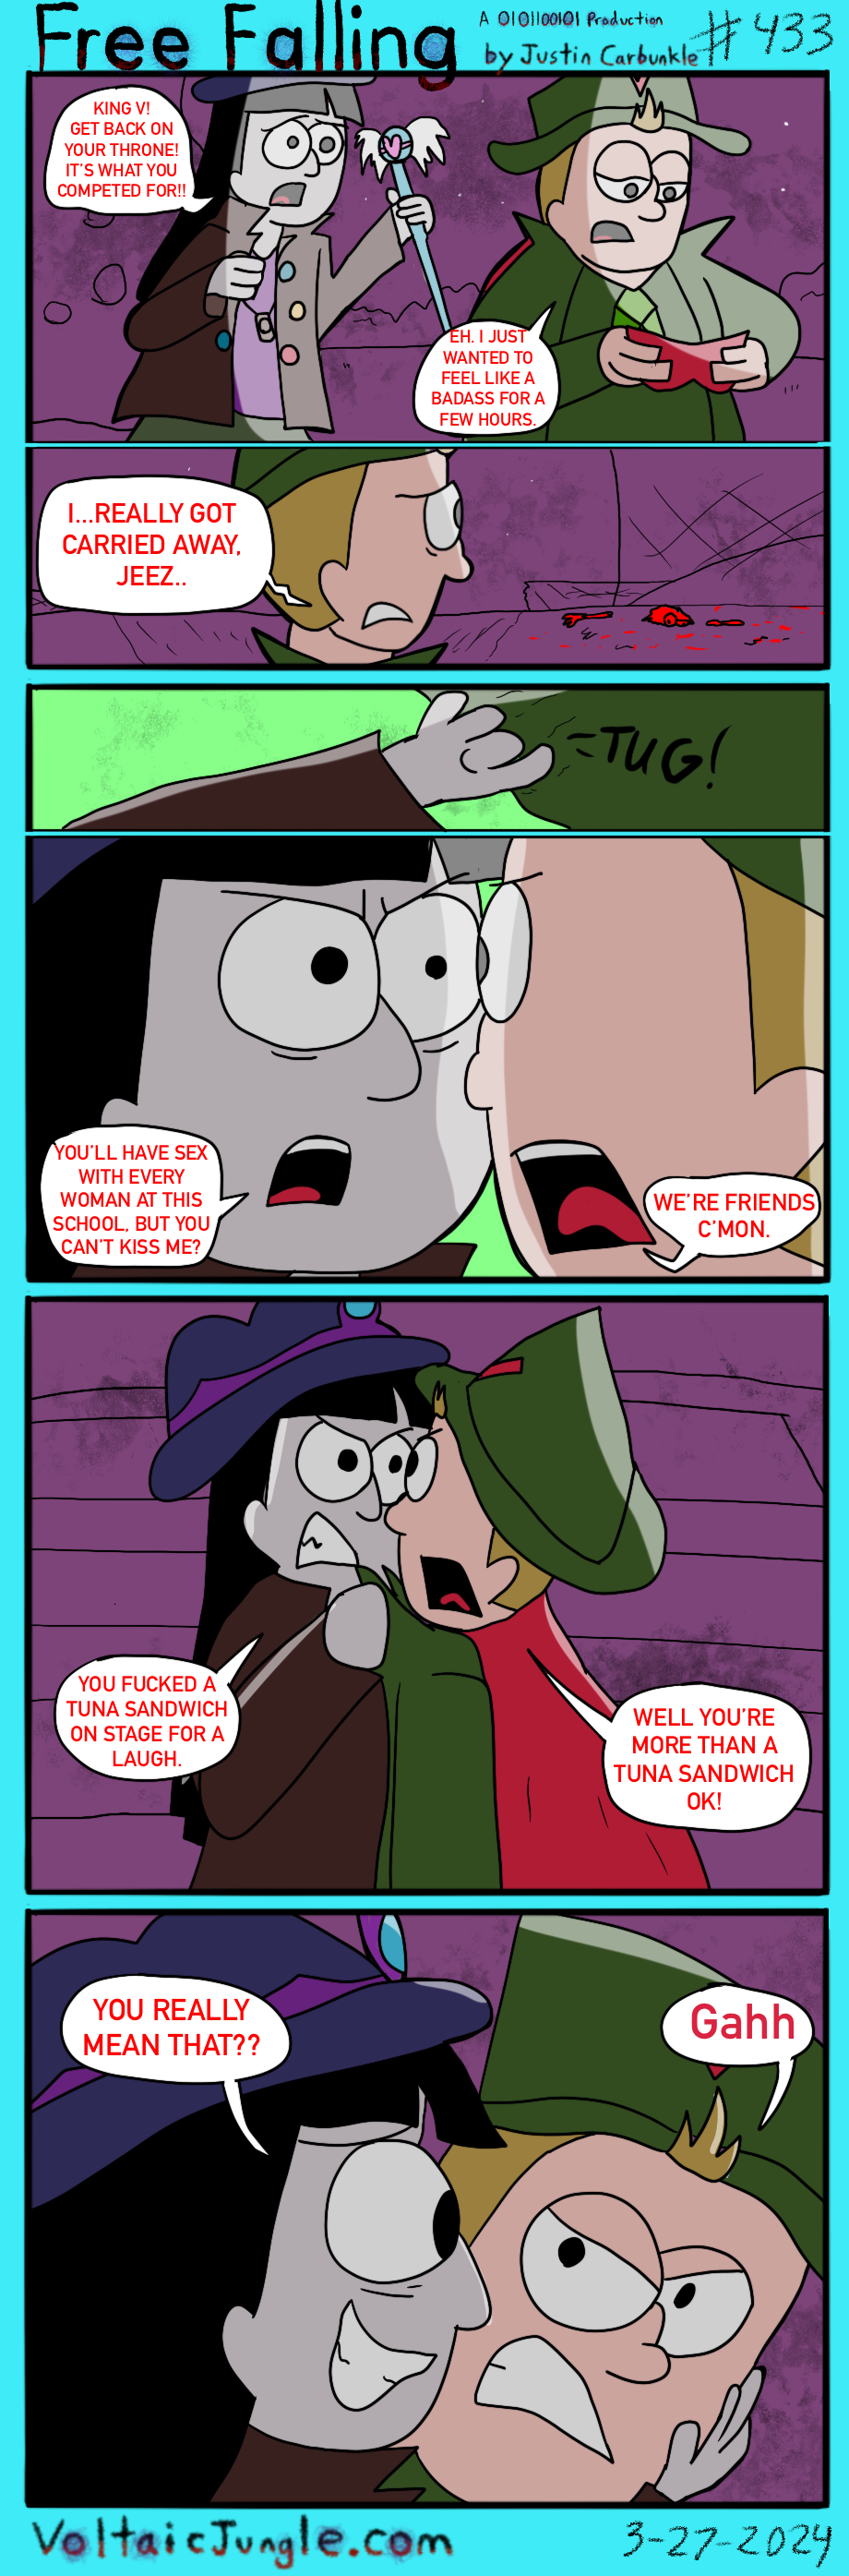 Free Falling
A 0101100101 Production
by Justin Carbunkle
#433
KING V!
GET BACK ON
YOUR THRONE!
IT'S WHAT YOU
COMPETED FOR!!
EH. I JUST
WANTED TO
FEEL LIKE A
BADASS FOR A
FEW HOURS.
I...REALLY GOT
CARRIED AWAY,
JEEZ..
-TUG!
YOU'LL HAVE SEX
WITH EVERY
WOMAN AT THIS
SCHOOL, BUT YOU
CAN'T KISS ME?
WE'RE FRIENDS
C'MON.
YOU FUCKED A
TUNA SANDWICH
ON STAGE FOR A
LAUGH.
WELL YOU'RE
MORE THAN A
TUNA SANDWICH
OK!
YOU REALLY
MEAN THAT??
Gahh
VoltaicJungle.com
3-27-2024